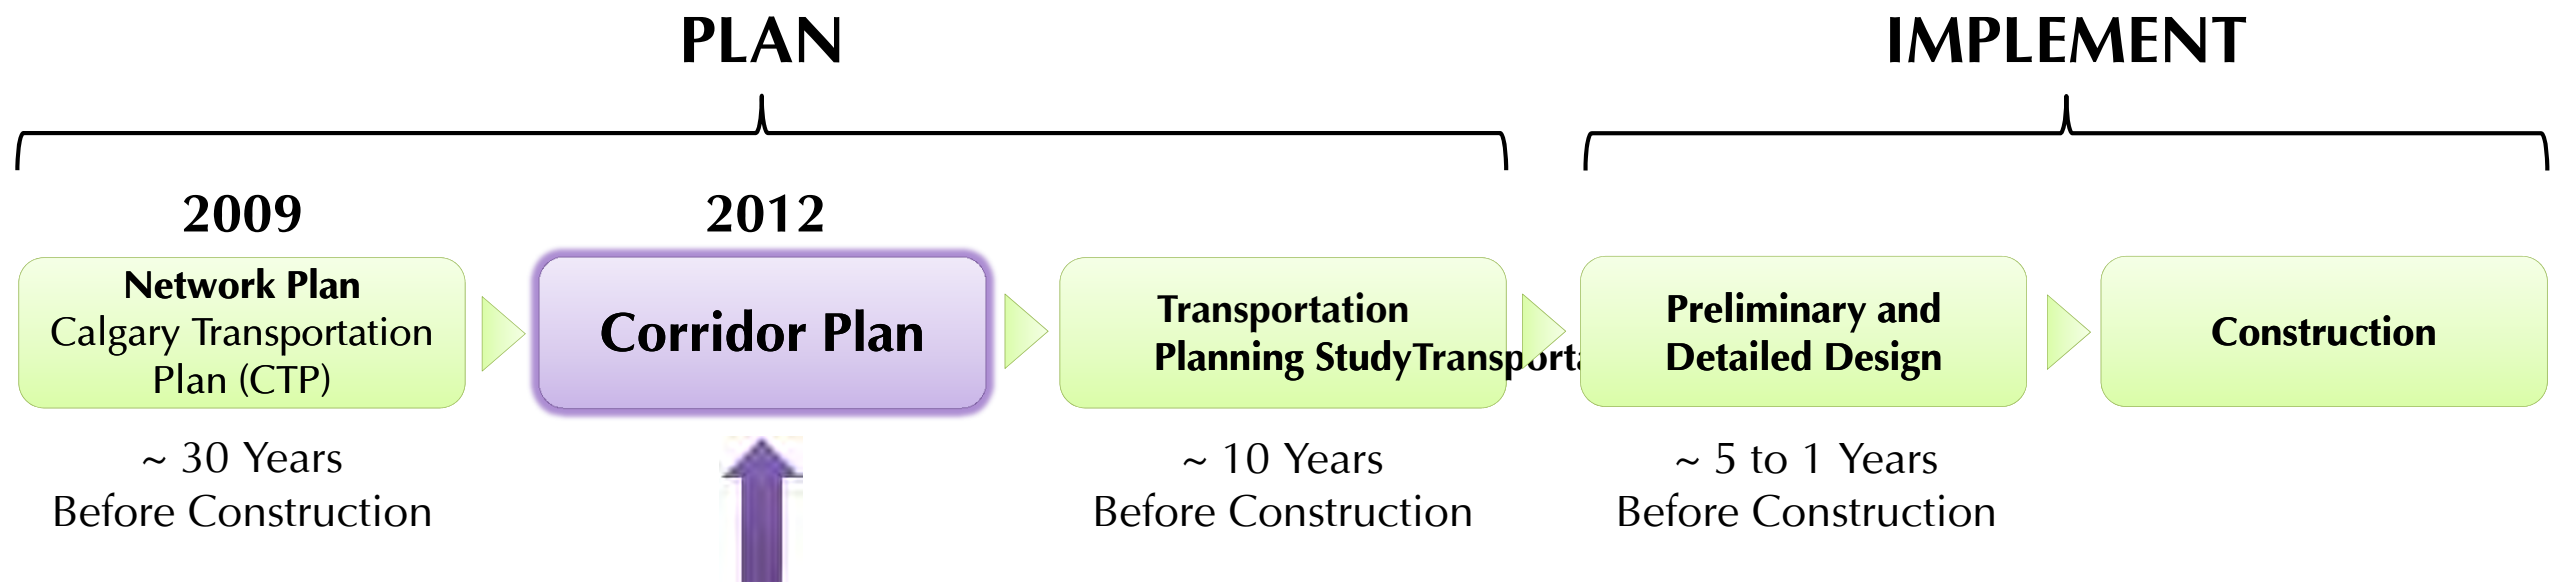 PLAN
IMPLEMENT
2009
2012
Network Plan
Calgary Transportation
Plan (CTP)
Corridor Plan
Transportation
Planning StudyTransport
Preliminary and
Detailed Design
Construction
~ 30 Years
Before Construction
~ 10 Years
Before Construction
~ 5 to 1 Years
Before Construction